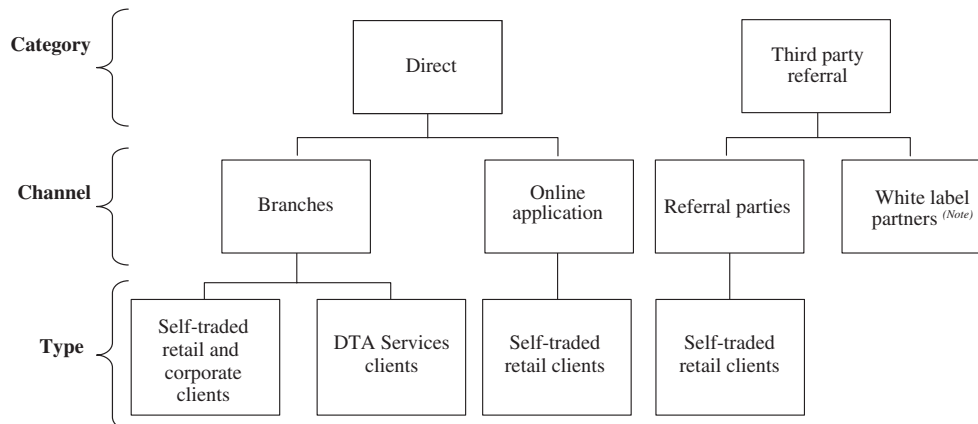 Category
Direct
Third party
referral
Channel
Branches
Online
application
Referral parties
White label
partners (Note)
Type
Self-traded
retail and
corporate
clients
DTA Services
clients
Self-traded
retail clients
Self-traded
retail clients